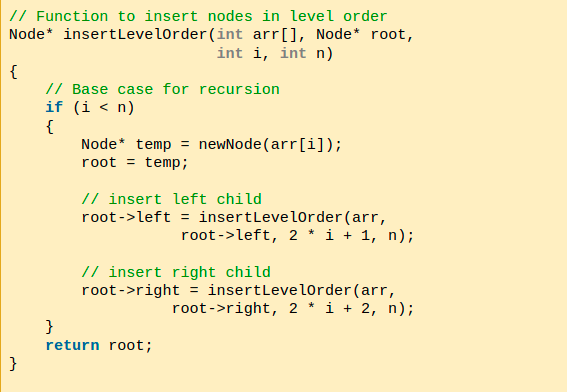 // Function to insert nodes in level order
Node* insertLevelOrder(int arr[], Node* root,
                       int i, int n)
{
    // Base case for recursion
    if (i < n)
    {
        Node* temp = newNode(arr[i]);
        root = temp;

        // insert left child
        root->left = insertLevelOrder(arr,
                   root->left, 2 * i + 1, n);

        // insert right child
        root->right = insertLevelOrder(arr,
                  root->right, 2 * i + 2, n);
    }
    return root;
}